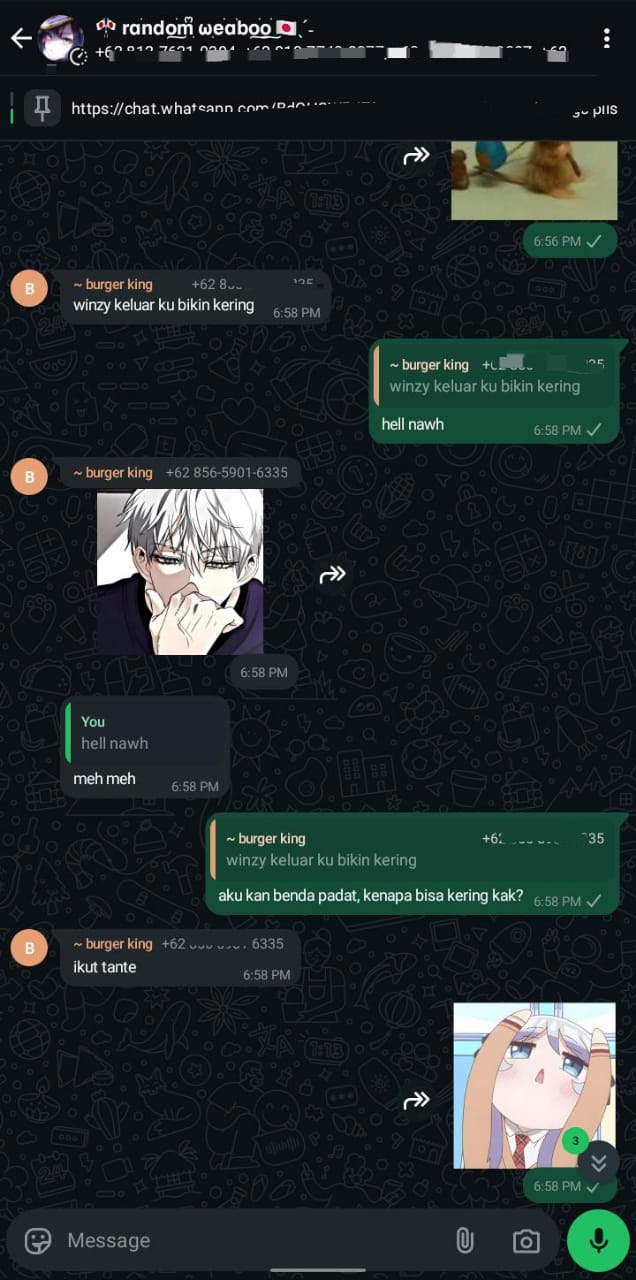 random weaboo
https://chat.whatsapp.com/
6:56 PM
B
~ burger king +62
winzy keluar ku bikin kering
6:58 PM
~ burger king
winzy keluar ku bikin kering
hell nawh
6:58 PM
B
~ burger king +62 856-5901-6335
6:58 PM
You
hell nawh
meh meh
6:58 PM
~ burger king
winzy keluar ku bikin kering
aku kan benda padat, kenapa bisa kering kak?
6:58 PM
B
~ burger king +62
ikut tante
6:58 PM
3
6:58 PM
Message